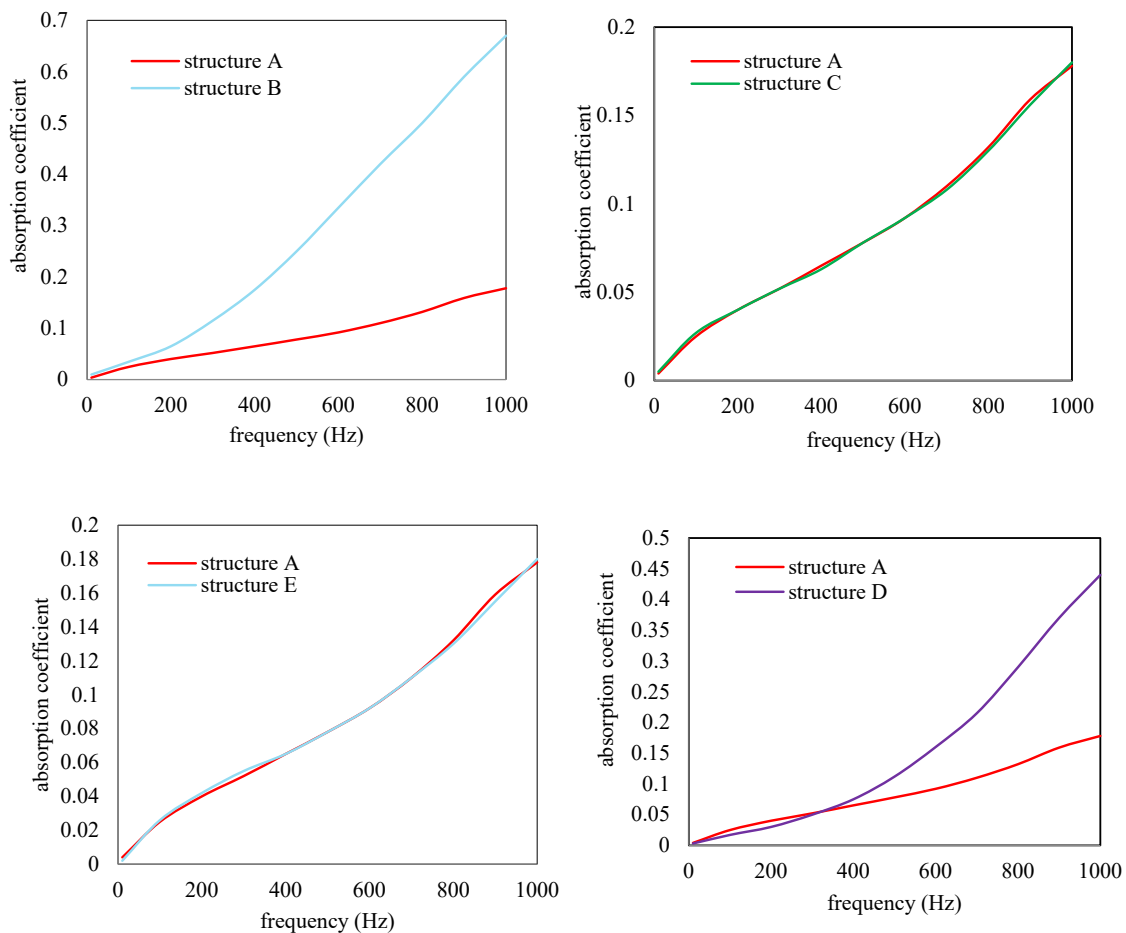 0.7
0.6
0.5
0.4
0.3
0.2
0.1
0
absorption coefficient
structure A
structure B
0 200 400 600 800 1000
frequency (Hz)
0.2
0.15
0.1
0.05
0
absorption coefficient
structure A
structure C
0 200 400 600 800 1000
frequency (Hz)
0.2
0.18
0.16
0.14
0.12
0.1
0.08
0.06
0.04
0.02
0
absorption coefficient
structure A
structure E
0 200 400 600 800 1000
frequency (Hz)
0.5
0.45
0.4
0.35
0.3
0.25
0.2
0.15
0.1
0.05
0
absorption coefficient
structure A
structure D
0 200 400 600 800 1000
frequency (Hz)